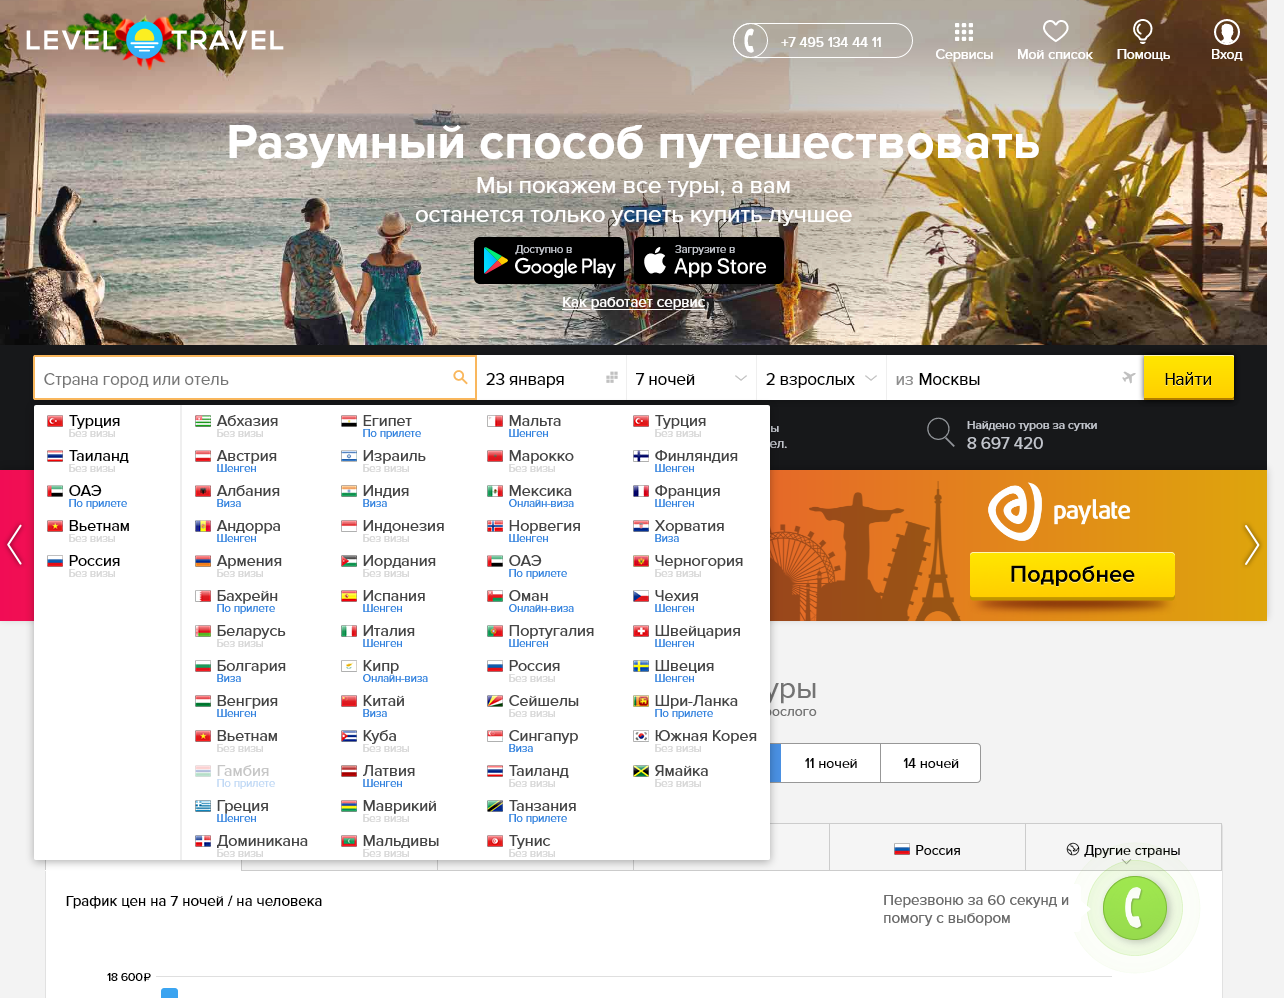 LEVEL TRAVEL
+7 495 134 44 11
Сервисы
Мой список
Помощь
Вход
Разумный способ путешествовать
Мы покажем все туры, а вам
останется только успеть купить лучшее
Доступно в
Google Play
Загрузите в
App Store
Как работает сервис
Страна город или отель
23 января
7 ночей
2 взрослых
из Москвы
Найти
Турция
Без визы
Таиланд
Без визы
ОАЭ
По прилете
Вьетнам
Без визы
Россия
Без визы
Абхазия
Без визы
Австрия
Шенген
Албания
Виза
Андорра
Шенген
Армения
Без визы
Бахрейн
По прилете
Беларусь
Без визы
Болгария
Виза
Венгрия
Шенген
Вьетнам
Без визы
Гамбия
По прилете
Греция
Шенген
Доминикана
Без визы
Египет
По прилете
Израиль
Без визы
Индия
Виза
Индонезия
Без визы
Иордания
Без визы
Испания
Шенген
Италия
Шенген
Кипр
Онлайн-виза
Китай
Виза
Куба
Без визы
Латвия
Шенген
Маврикий
Без визы
Мальдивы
Без визы
Мальта
Шенген
Марокко
Без визы
Мексика
Онлайн-виза
Норвегия
Шенген
ОАЭ
По прилете
Оман
Онлайн-виза
Португалия
Шенген
Россия
Без визы
Сейшелы
Без визы
Сингапур
Виза
Таиланд
Без визы
Танзания
По прилете
Тунис
Без визы
Турция
Без визы
Финляндия
Шенген
Франция
Шенген
Хорватия
Виза
Черногория
Без визы
Чехия
Шенген
Швейцария
Шенген
Швеция
Шенген
Шри-Ланка
По прилете
Южная Корея
Без визы
Ямайка
Без визы
Найдено туров за сутки
8 697 420
paylate
Подробнее
11 ночей
14 ночей
Россия
Другие страны
График цен на 7 ночей / на человека
Перезвоню за 60 секунд и
помогу с выбором
18 600₽